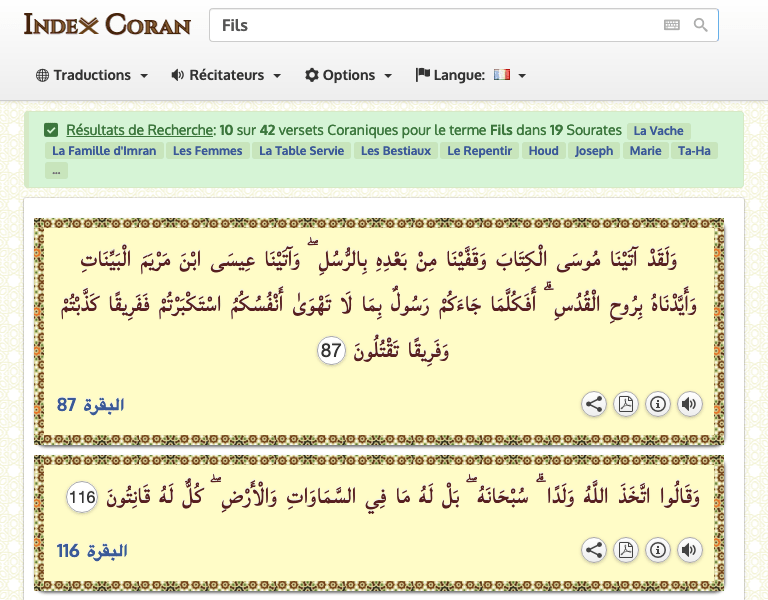 Index Coran
Fils
Traductions
Récitateurs
Options
Langue:
Résultats de Recherche: 10 sur 42 versets Coraniques pour le terme Fils dans 19 Sourates La Vache
La Famille d'Imran Les Femmes La Table Servie Les Bestiaux Le Repentir Houd Joseph Marie Ta-Ha
...
وَلَقَدْ آتَيْنَا مُوسَى الْكِتَابَ وَقَفَّيْنَا مِنْ بَعْدِهِ بِالرُّسُلِ ۖ وَآتَيْنَا عِيسَى ابْنَ مَرْيَمَ الْبَيِّنَاتِ
وَأَيَّدْنَاهُ بِرُوحِ الْقُدُسِ ۗ أَفَكُلَّمَا جَاءَكُمْ رَسُولٌ بِمَا لَا تَهْوَىٰ أَنْفُسُكُمُ اسْتَكْبَرْتُمْ فَفَرِيقًا كَذَّبْتُمْ
وَفَرِيقًا تَقْتُلُونَ 87
البقرة 87
وَقَالُوا اتَّخَذَ اللَّهُ وَلَدًا ۗ سُبْحَانَهُ ۖ بَلْ لَهُ مَا فِي السَّمَاوَاتِ وَالْأَرْضِ ۖ كُلٌّ لَهُ قَانِتُونَ 116
البقرة 116